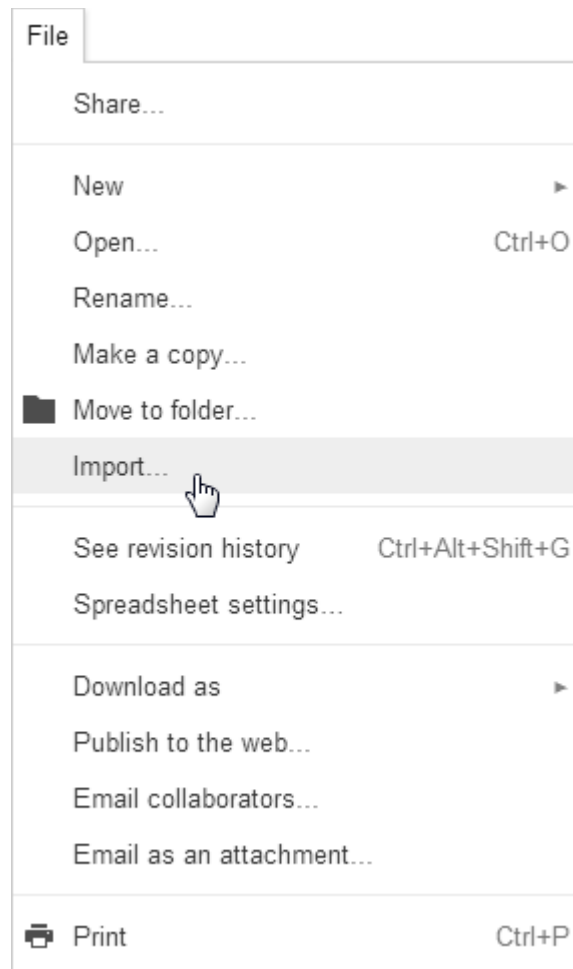 File
Share...
New
Open... Ctrl+O
Rename...
Make a copy...
Move to folder...
Import...
See revision history Ctrl+Alt+Shift+G
Spreadsheet settings...
Download as
Publish to the web...
Email collaborators...
Email as an attachment...
Print Ctrl+P